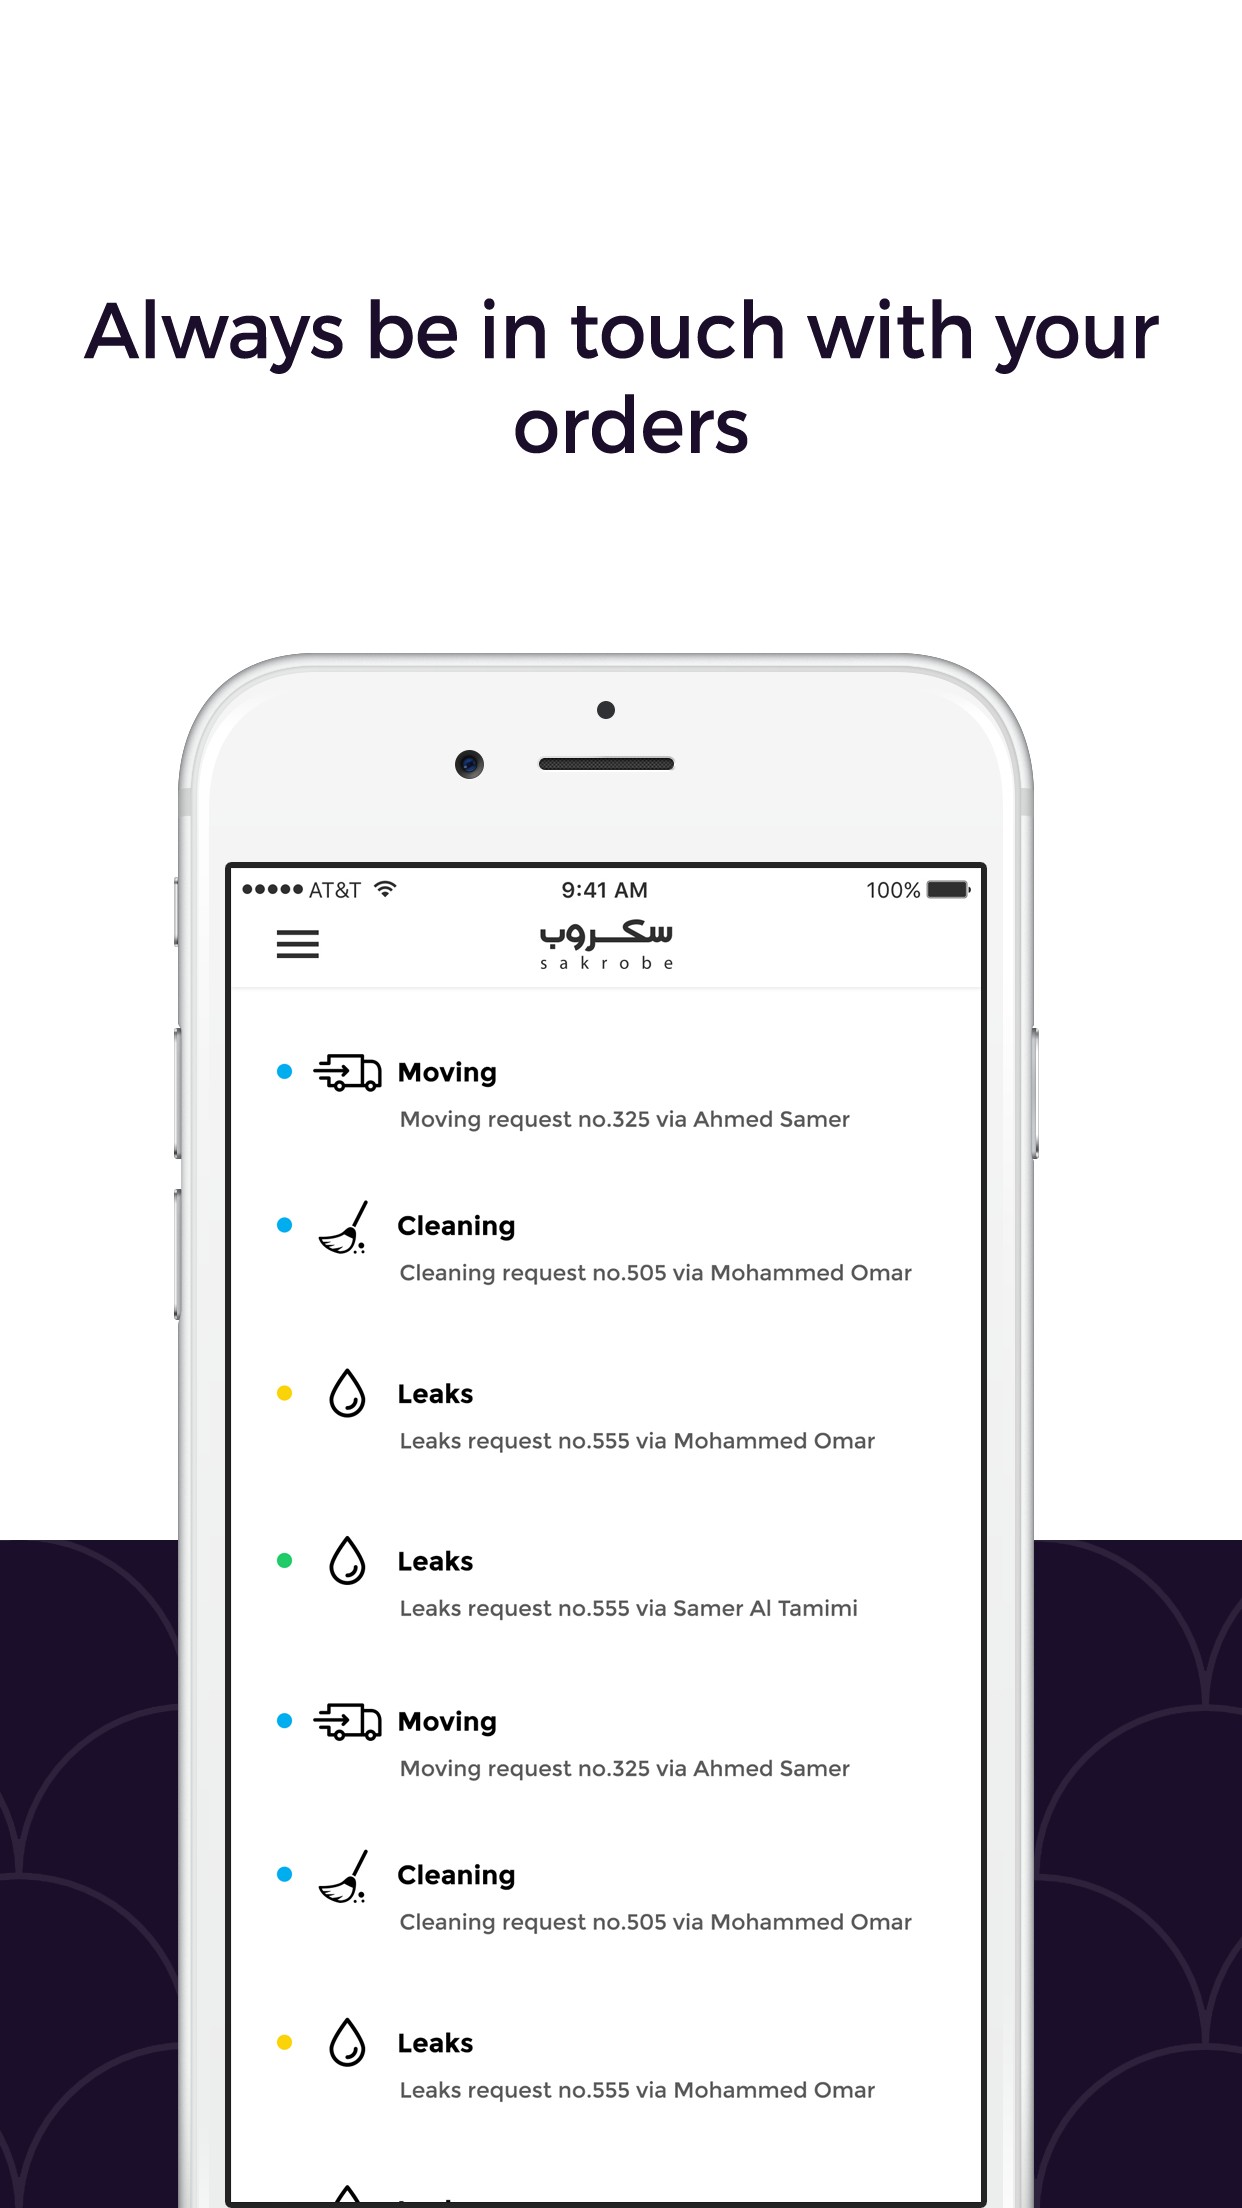 Always be in touch with your
orders
AT&T 9:41 AM 100%
سكروب
sakrobe
Moving
Moving request no.325 via Ahmed Samer
Cleaning
Cleaning request no.505 via Mohammed Omar
Leaks
Leaks request no.555 via Mohammed Omar
Leaks
Leaks request no.555 via Samer Al Tamimi
Moving
Moving request no.325 via Ahmed Samer
Cleaning
Cleaning request no.505 via Mohammed Omar
Leaks
Leaks request no.555 via Mohammed Omar